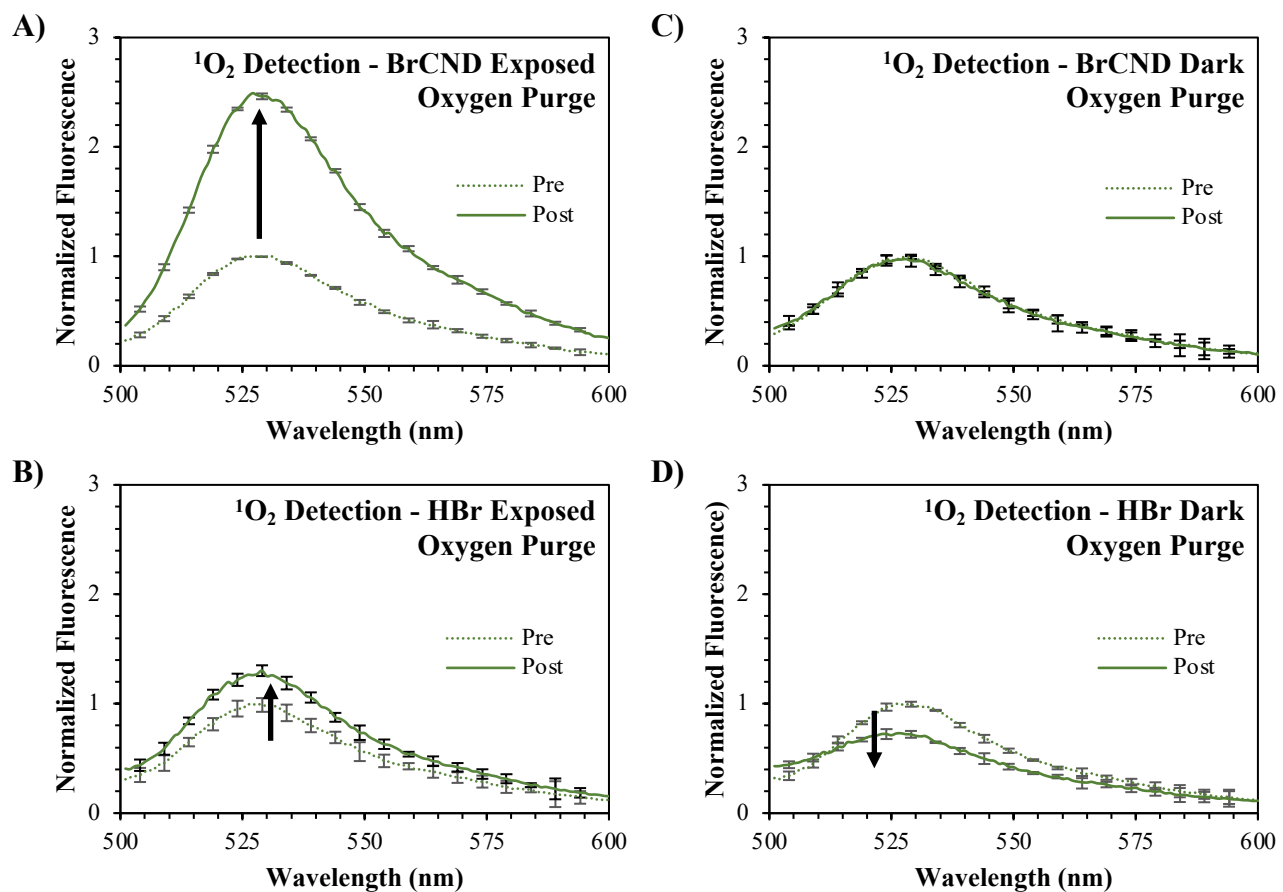 A)
3
2
1
0
Normalized Fluorescence
¹O₂ Detection - BrCND Exposed
Oxygen Purge
Pre
Post
500
525
550
575
600
Wavelength (nm)
C)
3
2
1
0
Normalized Fluorescence
¹O₂ Detection - BrCND Dark
Oxygen Purge
Pre
Post
500
525
550
575
600
Wavelength (nm)
B)
3
2
1
0
Normalized Fluorescence
¹O₂ Detection - HBr Exposed
Oxygen Purge
Pre
Post
500
525
550
575
600
Wavelength (nm)
D)
3
2
1
0
Normalized Fluorescence)
¹O₂ Detection - HBr Dark
Oxygen Purge
Pre
Post
500
525
550
575
600
Wavelength (nm)